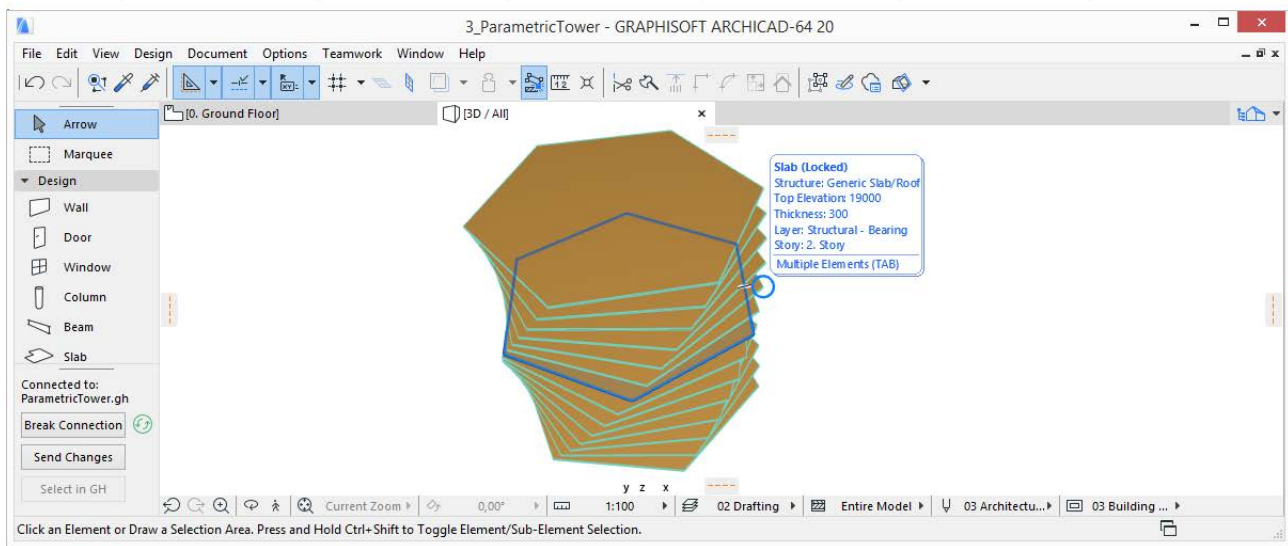 3_ParametricTower - GRAPHISOFT ARCHICAD-64 20
File Edit View Design Document Options Teamwork Window Help
[0. Ground Floor]
[3D / All]
Arrow
Marquee
Design
Wall
Door
Window
Column
Beam
Slab
Slab (Locked)
Structure: Generic Slab/Roof
Top Elevation: 19000
Thickness: 300
Layer: Structural - Bearing
Story: 2. Story
Multiple Elements (TAB)
Connected to:
ParametricTower.gh
Break Connection
Send Changes
Select in GH
y z x
Current Zoom 0,00° 1:100 02 Drafting Entire Model 03 Architectu... 03 Building ...
Click an Element or Draw a Selection Area. Press and Hold Ctrl+Shift to Toggle Element/Sub-Element Selection.